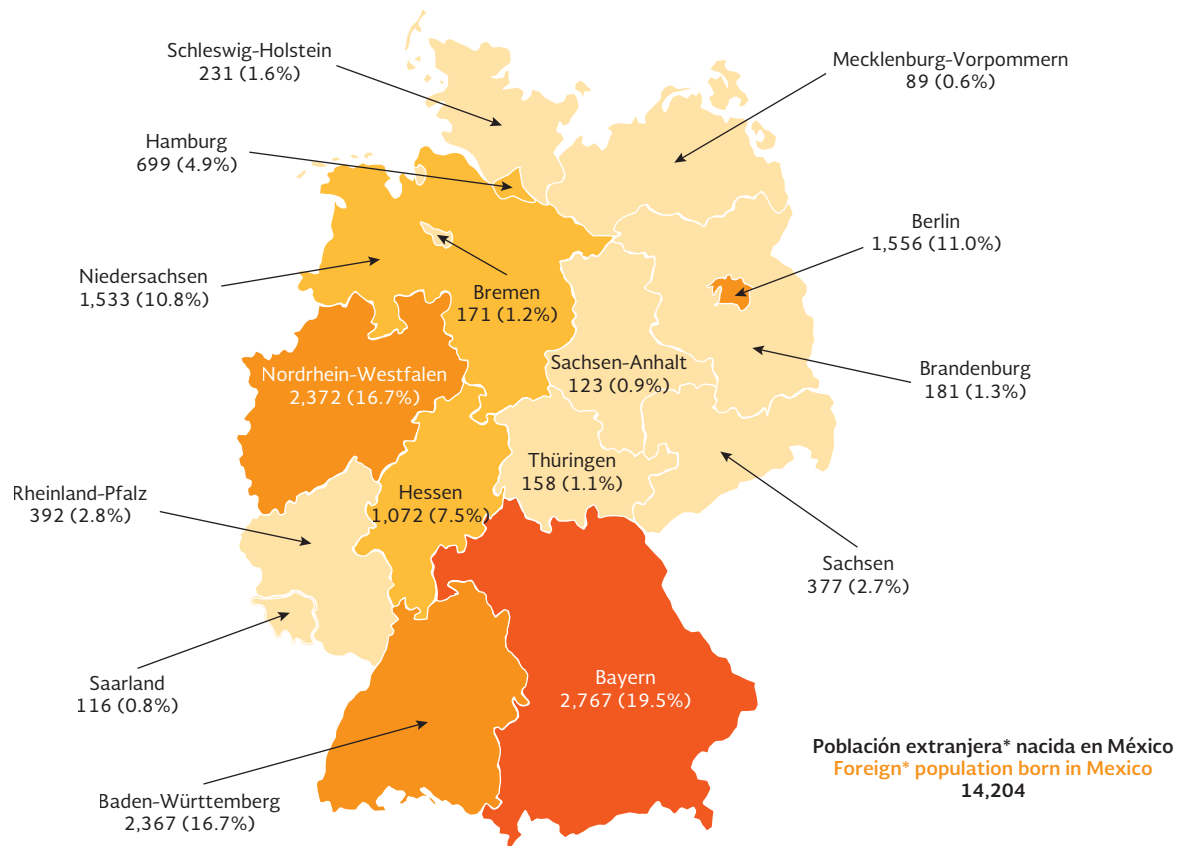 Schleswig-Holstein
231 (1.6%)
Mecklenburg-Vorpommern
89 (0.6%)
Hamburg
699 (4.9%)
Berlin
1,556 (11.0%)
Niedersachsen
1,533 (10.8%)
Bremen
171 (1.2%)
Sachsen-Anhalt
123 (0.9%)
Brandenburg
181 (1.3%)
Nordrhein-Westfalen
2,372 (16.7%)
Thüringen
158 (1.1%)
Rheinland-Pfalz
392 (2.8%)
Hessen
1,072 (7.5%)
Sachsen
377 (2.7%)
Saarland
116 (0.8%)
Bayern
2,767 (19.5%)
Baden-Württemberg
2,367 (16.7%)
Población extranjera* nacida en México
Foreign* population born in Mexico
14,204